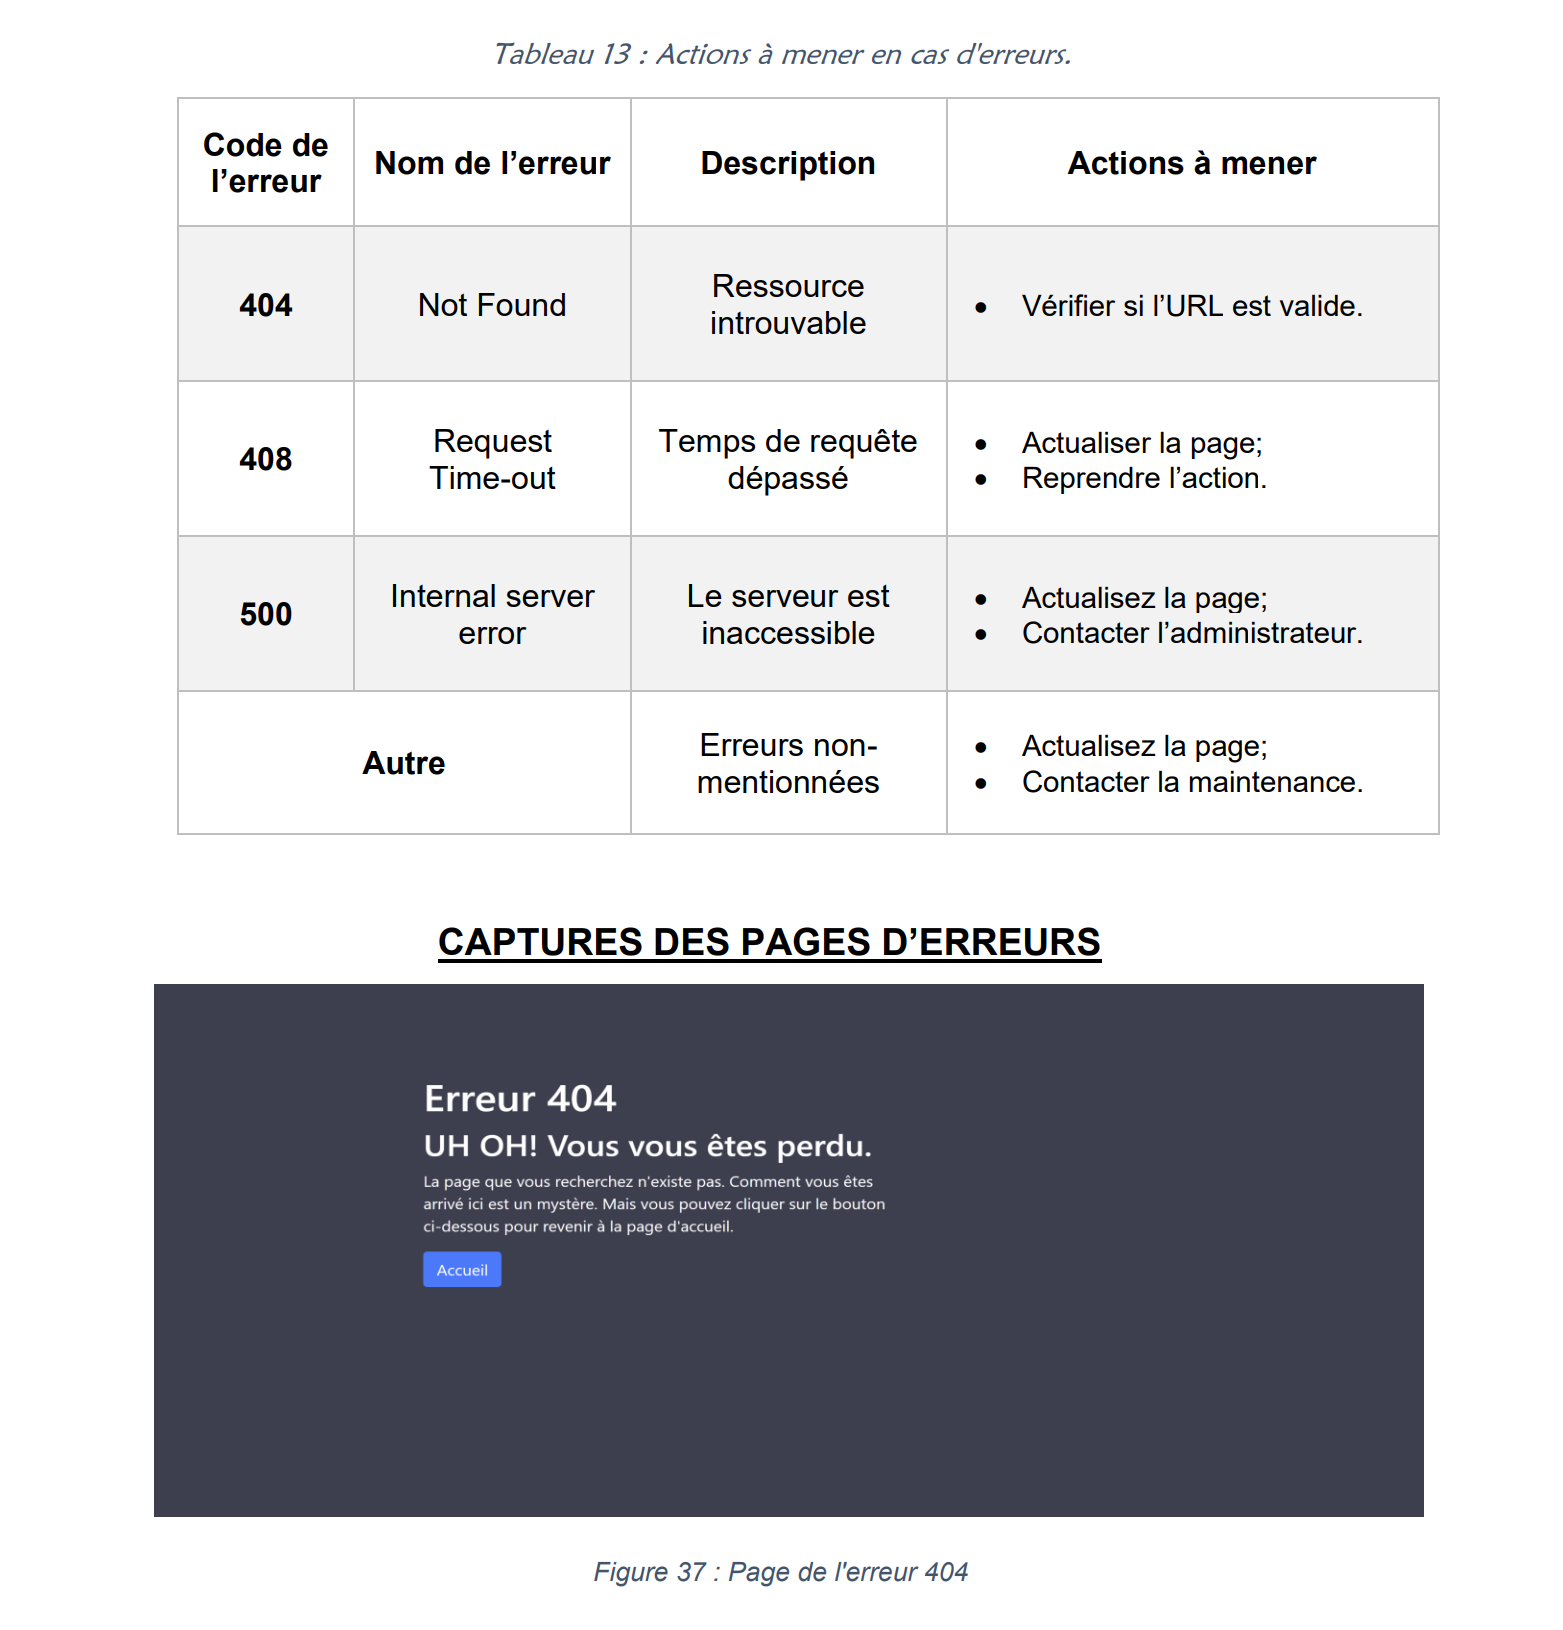 Tableau 13 : Actions à mener en cas d'erreurs.
Code de
l’erreur
Nom de l’erreur
Description
Actions à mener
404
Not Found
Ressource
introuvable
• Vérifier si l’URL est valide.
408
Request
Time-out
Temps de requête
dépassé
• Actualiser la page;
• Reprendre l’action.
500
Internal server
error
Le serveur est
inaccessible
• Actualisez la page;
• Contacter l’administrateur.
Autre
Erreurs non-
mentionnées
• Actualisez la page;
• Contacter la maintenance.
CAPTURES DES PAGES D’ERREURS
Erreur 404
UH OH! Vous vous êtes perdu.
La page que vous recherchez n'existe pas. Comment vous êtes
arrivé ici est un mystère. Mais vous pouvez cliquer sur le bouton
ci-dessous pour revenir à la page d'accueil.
Accueil
Figure 37 : Page de l'erreur 404